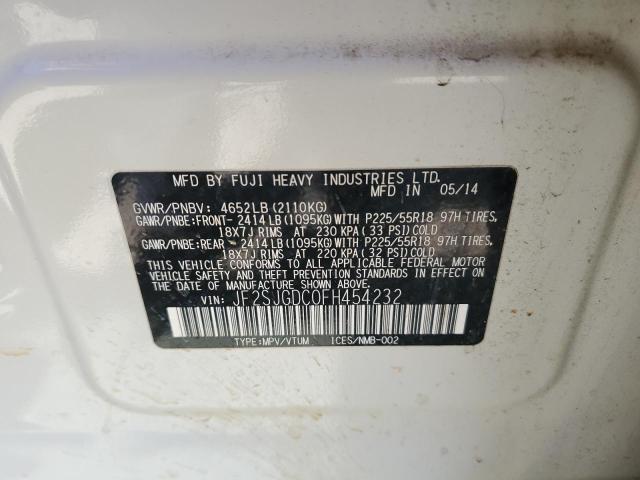 MFD BY FUJI HEAVY INDUSTRIES LTD.
MFD IN 05/14
GVWR/PNBV: 4652LB (2110KG)
GAWR/PNBE:FRONT- 2414 LB (1095KG) WITH P225/55R18 97H TIRES,
18X7J RIMS AT 230 KPA (33 PSI) COLD
GAWR/PNBE:REAR - 2414 LB (1095KG) WITH P225/55R18 97H TIRES,
18X7J RIMS AT 220 KPA (32 PSI) COLD
THIS VEHICLE CONFORMS TO ALL APPLICABLE FEDERAL MOTOR
VEHICLE SAFETY AND THEFT PREVENTION STANDARDS IN EFFECT ON
THE DATE OF MANUFACTURE SHOWN ABOVE.
VIN: JF2SJGDC0FH454232
TYPE:MPV/VTUM ICES/NMB-002